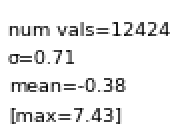 num vals=12424
σ=0.71
mean=-0.38
[max=7.43]